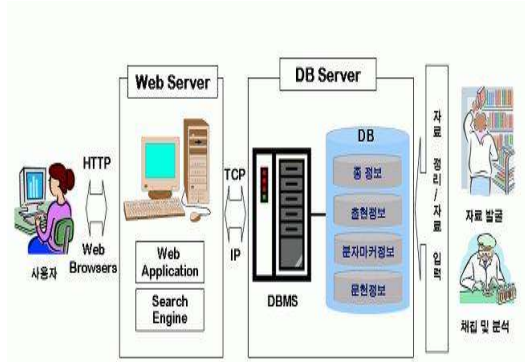 Web Server
DB Server
HTTP
Web
Browsers
사용자
Web
Application
Search
Engine
TCP
IP
DBMS
DB
종 정보
출현정보
분자마커정보
문헌정보
자료 정리/자료 입력
자료 발굴
채집 및 분석